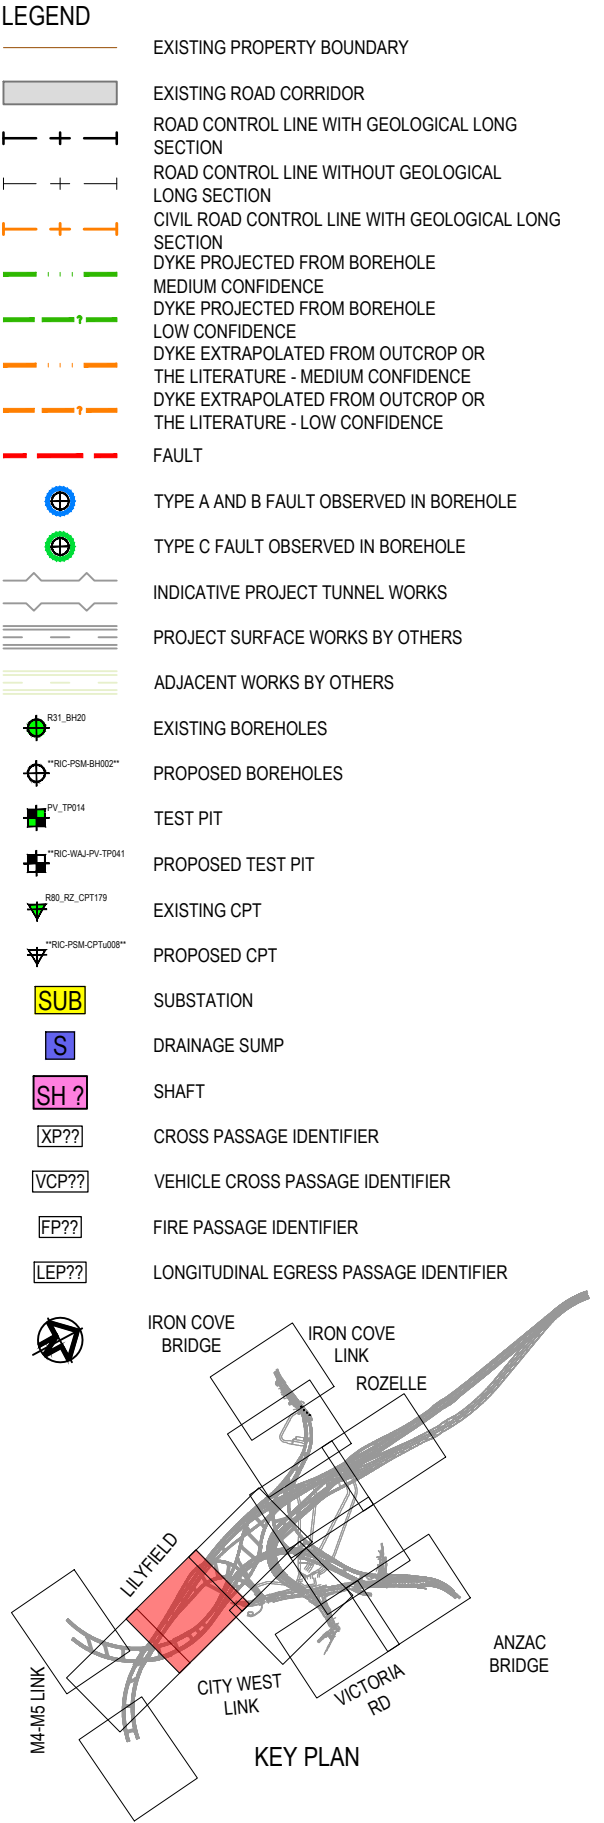 LEGEND
EXISTING PROPERTY BOUNDARY
EXISTING ROAD CORRIDOR
ROAD CONTROL LINE WITH GEOLOGICAL LONG
SECTION
ROAD CONTROL LINE WITHOUT GEOLOGICAL
LONG SECTION
CIVIL ROAD CONTROL LINE WITH GEOLOGICAL LONG
SECTION
DYKE PROJECTED FROM BOREHOLE
MEDIUM CONFIDENCE
?
DYKE PROJECTED FROM BOREHOLE
LOW CONFIDENCE
DYKE EXTRAPOLATED FROM OUTCROP OR
THE LITERATURE - MEDIUM CONFIDENCE
?
DYKE EXTRAPOLATED FROM OUTCROP OR
THE LITERATURE - LOW CONFIDENCE
FAULT
TYPE A AND B FAULT OBSERVED IN BOREHOLE
TYPE C FAULT OBSERVED IN BOREHOLE
INDICATIVE PROJECT TUNNEL WORKS
PROJECT SURFACE WORKS BY OTHERS
ADJACENT WORKS BY OTHERS
R31_BH20
EXISTING BOREHOLES
**RIC-PSM-BH002**
PROPOSED BOREHOLES
PV_TP014
TEST PIT
**RIC-WAJ-PV-TP041
PROPOSED TEST PIT
R80_RZ_CPT179
EXISTING CPT
**RIC-PSM-CPTu008**
PROPOSED CPT
SUB
SUBSTATION
S
DRAINAGE SUMP
SH ?
SHAFT
XP??
CROSS PASSAGE IDENTIFIER
VCP??
VEHICLE CROSS PASSAGE IDENTIFIER
FP??
FIRE PASSAGE IDENTIFIER
LEP??
LONGITUDINAL EGRESS PASSAGE IDENTIFIER
IRON COVE
BRIDGE
IRON COVE
LINK
ROZELLE
LILYFIELD
M4-M5 LINK
CITY WEST
LINK
VICTORIA
RD
ANZAC
BRIDGE
KEY PLAN